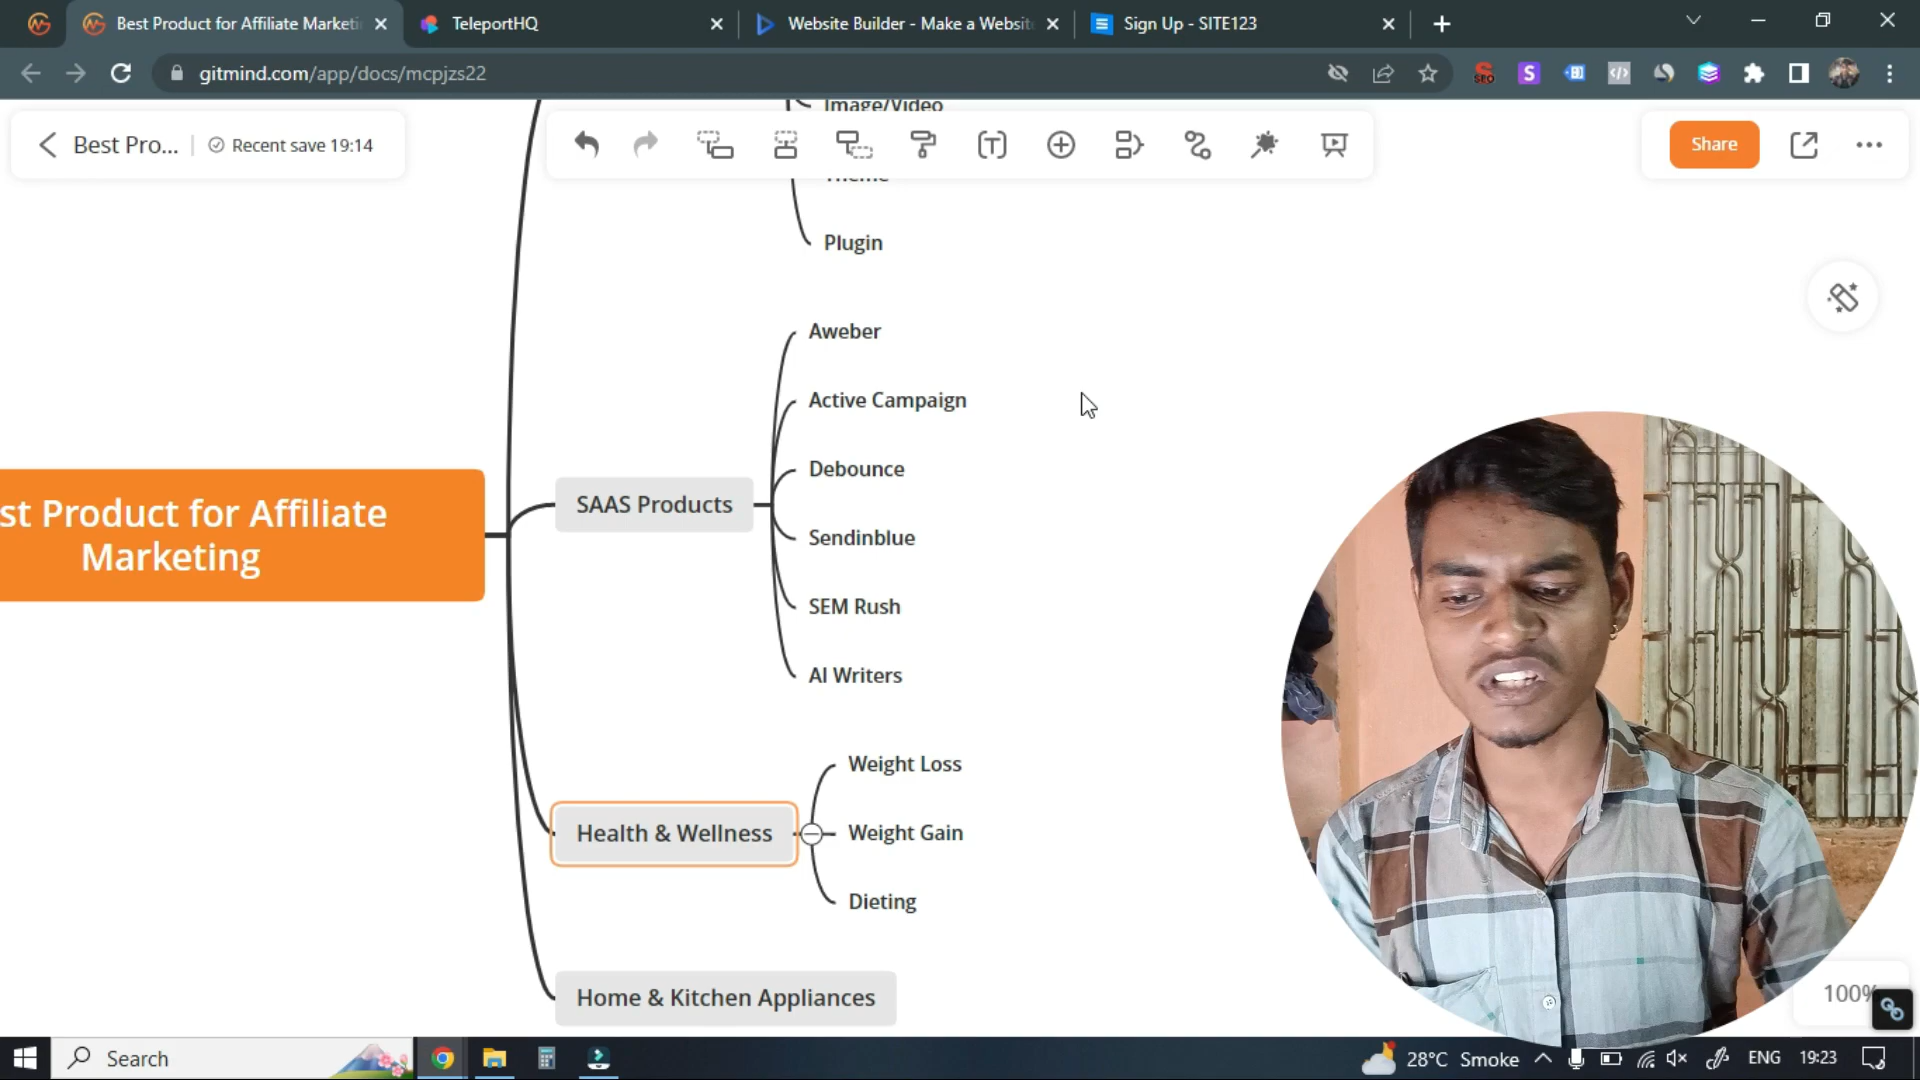 Best Product for Affiliate Marketi
TeleportHQ
Website Builder - Make a Websit
Sign Up - SITE123
gitmind.com/app/docs/mcpjzs22
SEO
Best Pro...
Recent save 19:14
Share
Image/Video
Theme
Plugin
Aweber
Active Campaign
Debounce
Sendinblue
SEM Rush
AI Writers
SAAS Products
st Product for Affiliate
Marketing
Weight Loss
Health & Wellness
Weight Gain
Dieting
Home & Kitchen Appliances
100%
Search
28°C Smoke
ENG
19:23